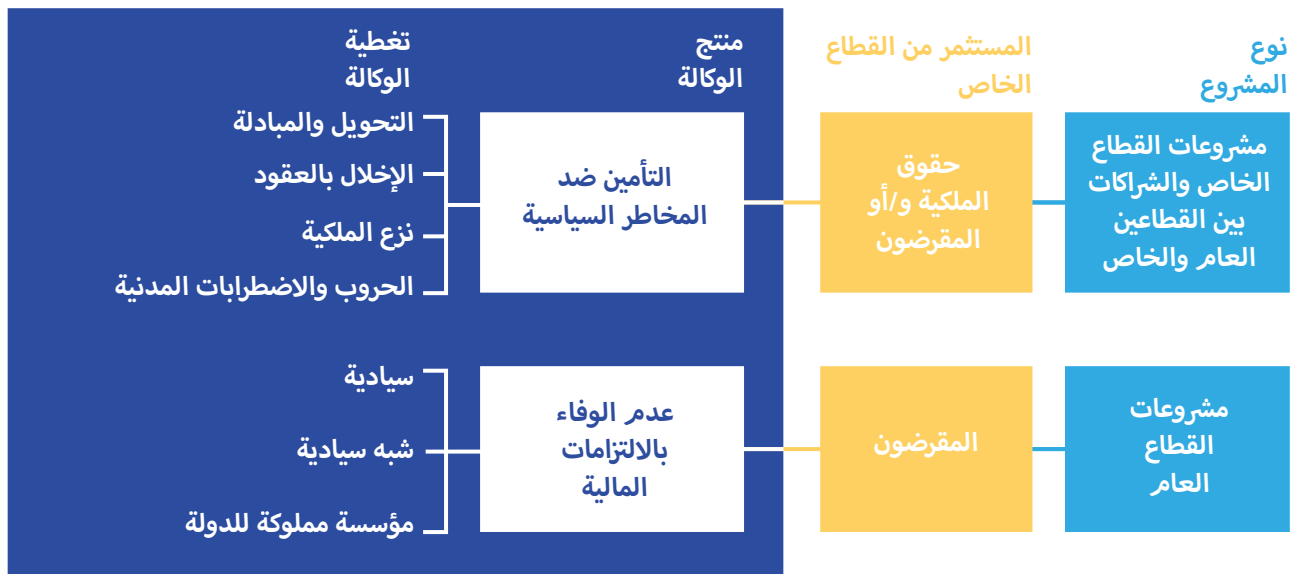 نوع
المشروع
المستثمر من القطاع
الخاص
منتج
الوكالة
تغطية
الوكالة
مشروعات القطاع
الخاص والشراكات
بين القطاعين
العام والخاص
حقوق
الملكية و/أو
المقرضون
التأمين ضد
المخاطر السياسية
التحويل والمبادلة
الإخلال بالعقود
نزع الملكية
الحروب والاضطرابات المدنية
مشروعات
القطاع
العام
المقرضون
عدم الوفاء
بالالتزامات
المالية
سيادية
شبه سيادية
مؤسسة مملوكة للدولة